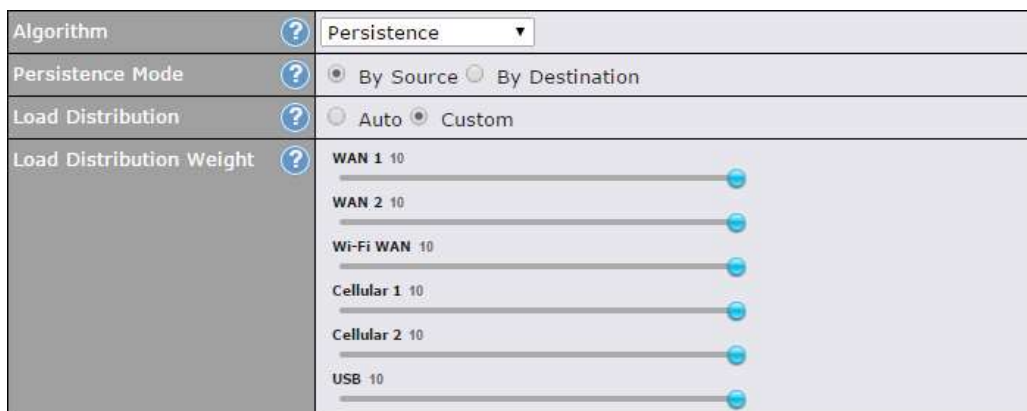 Algorithm ? Persistence ▼
Persistence Mode ? By Source By Destination
Load Distribution ? Auto Custom
Load Distribution Weight ? WAN 1 10
WAN 2 10
Wi-Fi WAN 10
Cellular 1 10
Cellular 2 10
USB 10